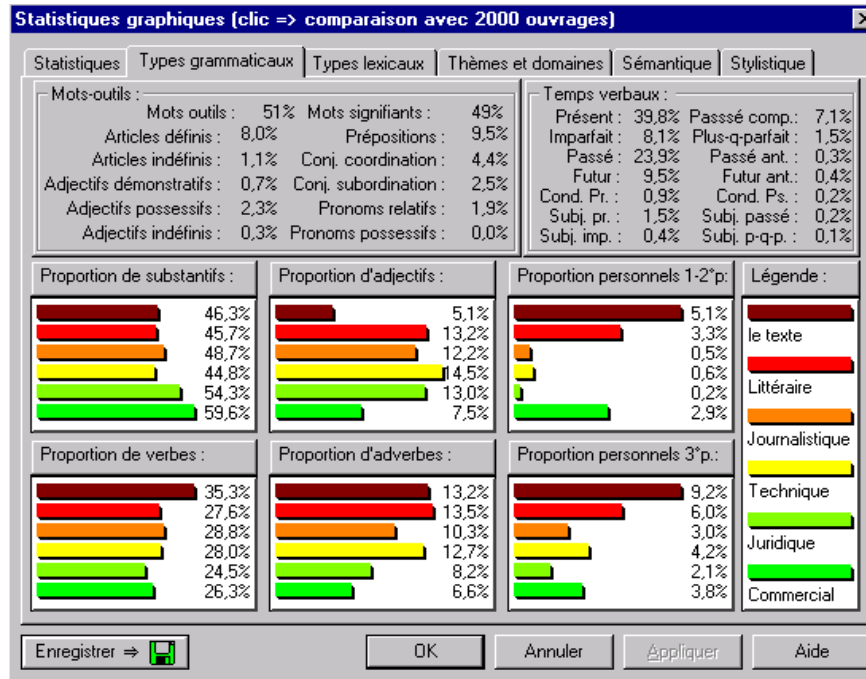 Statistiques graphiques (clic => comparaison avec 2000 ouvrages)
Statistiques Types grammaticaux Types lexicaux Thèmes et domaines Sémantique Stylistique
Mots-outils :
Mots outils : 51% Mots signifiants : 49%
Articles définis : 8,0% Prépositions : 9,5%
Articles indéfinis : 1,1% Conj. coordination : 4,4%
Adjectifs démonstratifs : 0,7% Conj. subordination : 2,5%
Adjectifs possessifs : 2,3% Pronoms relatifs : 1,9%
Adjectifs indéfinis : 0,3% Pronoms possessifs : 0,0%
Temps verbaux :
Présent : 39,8% Passsé comp.: 7,1%
Imparfait : 8,1% Plus-q-parfait : 1,5%
Passé : 23,9% Passé ant.: 0,3%
Futur : 9,5% Futur ant.: 0,4%
Cond. Pr. : 0,9% Cond. Ps. : 0,2%
Subj. pr. : 1,5% Subj. passé : 0,2%
Subj. imp. : 0,4% Subj. p-q-p. : 0,1%
Proportion de substantifs :
46,3%
45,7%
48,7%
44,8%
54,3%
59,6%
Proportion d'adjectifs :
5,1%
13,2%
12,2%
14,5%
13,0%
7,5%
Proportion personnels 1-2°p:
5,1%
3,3%
0,5%
0,6%
0,2%
2,9%
Légende :
le texte
Littéraire
Journalistique
Technique
Juridique
Commercial
Proportion de verbes :
35,3%
27,6%
28,8%
28,0%
24,5%
26,3%
Proportion d'adverbes :
13,2%
13,5%
10,3%
12,7%
8,2%
6,6%
Proportion personnels 3°p.:
9,2%
6,0%
3,0%
4,2%
2,1%
3,8%
Enregistrer ⇒ OK Annuler Appliquer Aide